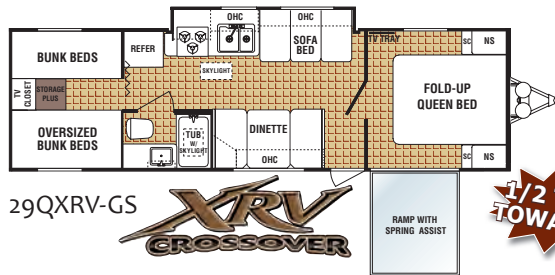 OHC
OHC
BUNK BEDS
REFER
SOFA
BED
TV TRAY
SC
NS
SKYLIGHT
TV
CLOSET
STORAGE
PLUS
FOLD-UP
QUEEN BED
OVERSIZED
BUNK BEDS
TUB
W/
SKYLIGHT
DINETTE
OHC
SC
NS
29QXRV-GS
XRV
CROSSOVER
RAMP WITH
SPRING ASSIST
1/2